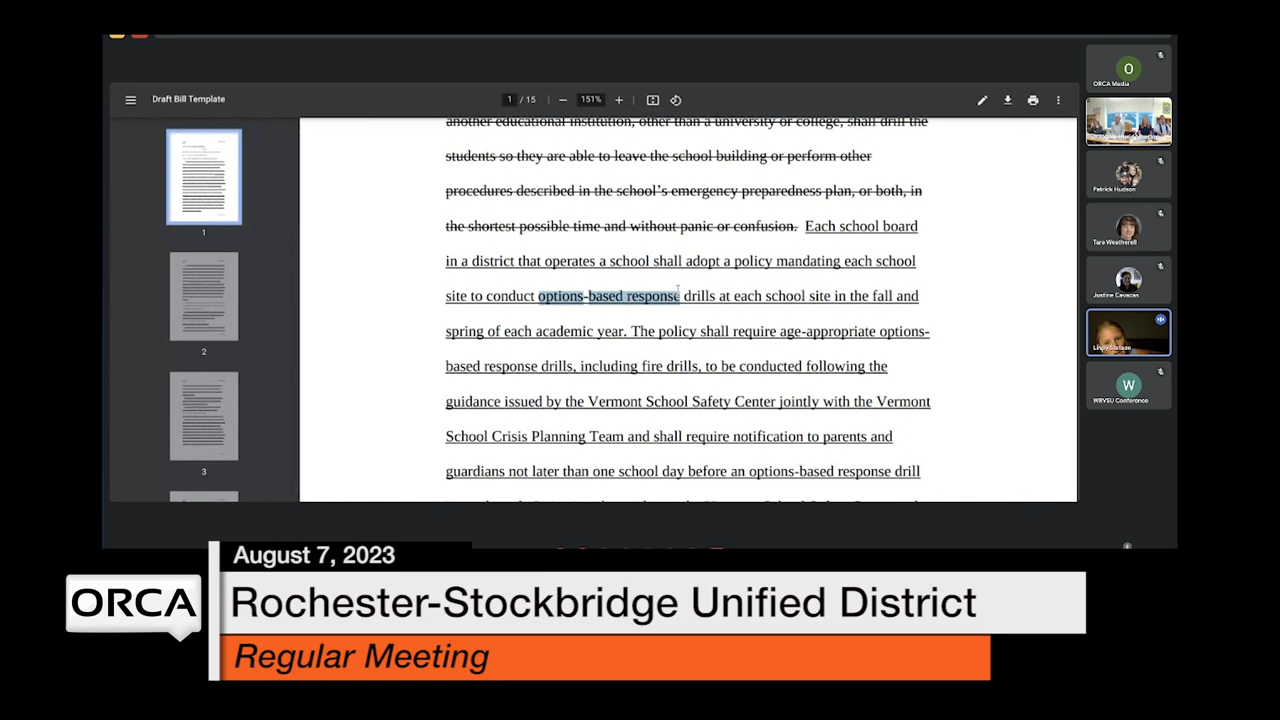 Draft Bill Template
1 / 15
151%
another educational institution, other than a university or college, shall drill the
students so they are able to leave the school building or perform other
procedures described in the school's emergency preparedness plan, or both, in
the shortest possible time and without panic or confusion. Each school board
in a district that operates a school shall adopt a policy mandating each school
site to conduct options-based response drills at each school site in the fall and
spring of each academic year. The policy shall require age-appropriate options-
based response drills, including fire drills, to be conducted following the
guidance issued by the Vermont School Safety Center jointly with the Vermont
School Crisis Planning Team and shall require notification to parents and
guardians not later than one school day before an options-based response drill
1
2
3
O
ORCA Media
Patrick Hudson
Tara Weatherell
Justine Cavacas
Lindy Stetson
W
WRVSU Conference
August 7, 2023
ORCA
Rochester-Stockbridge Unified District
Regular Meeting